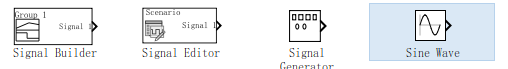 Group 1
Signal 1
Signal Builder
Scenario
Signal 1
Signal Editor
Signal
Generator
Sine Wave